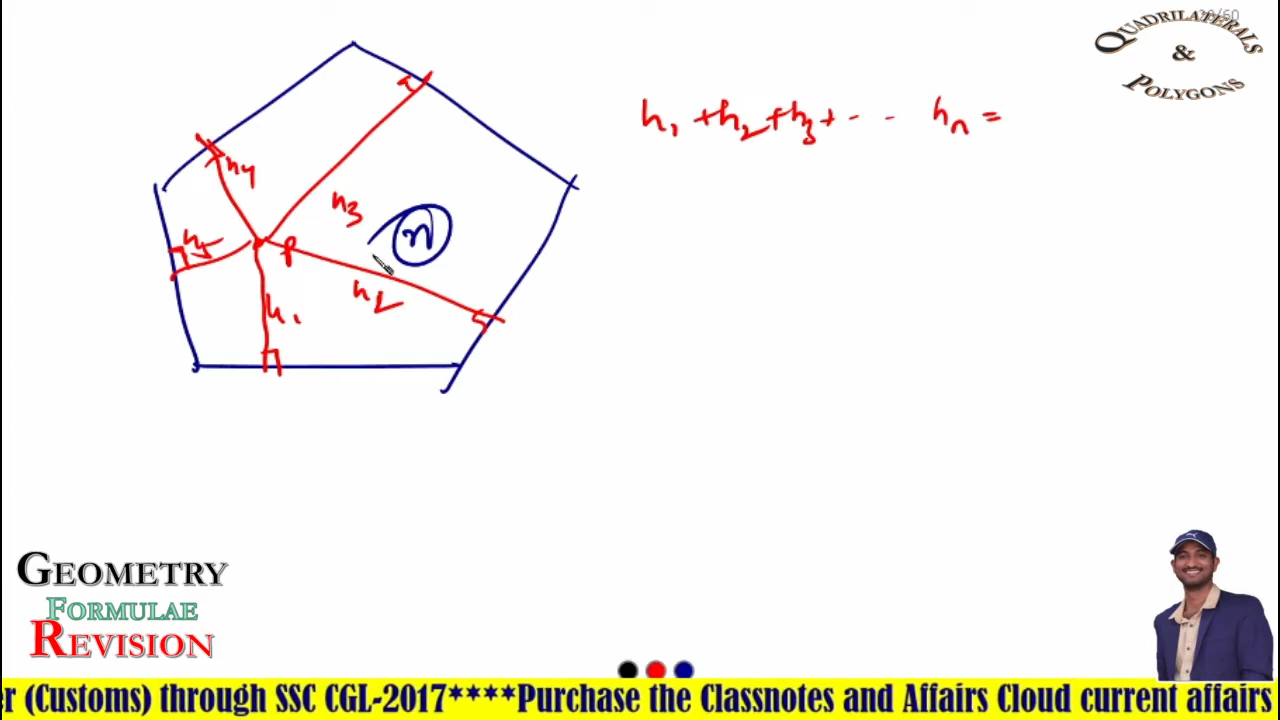 QUADRILATERALS
&
POLYGONS
h₁ + h₂ + h₃ + - - - hₙ =
h₄
h₃
n
h₅
P
h₂
h₁
GEOMETRY
FORMULAE
REVISION
er (Customs) through SSC CGL-2017****Purchase the Classnotes and Affairs Cloud current affairs